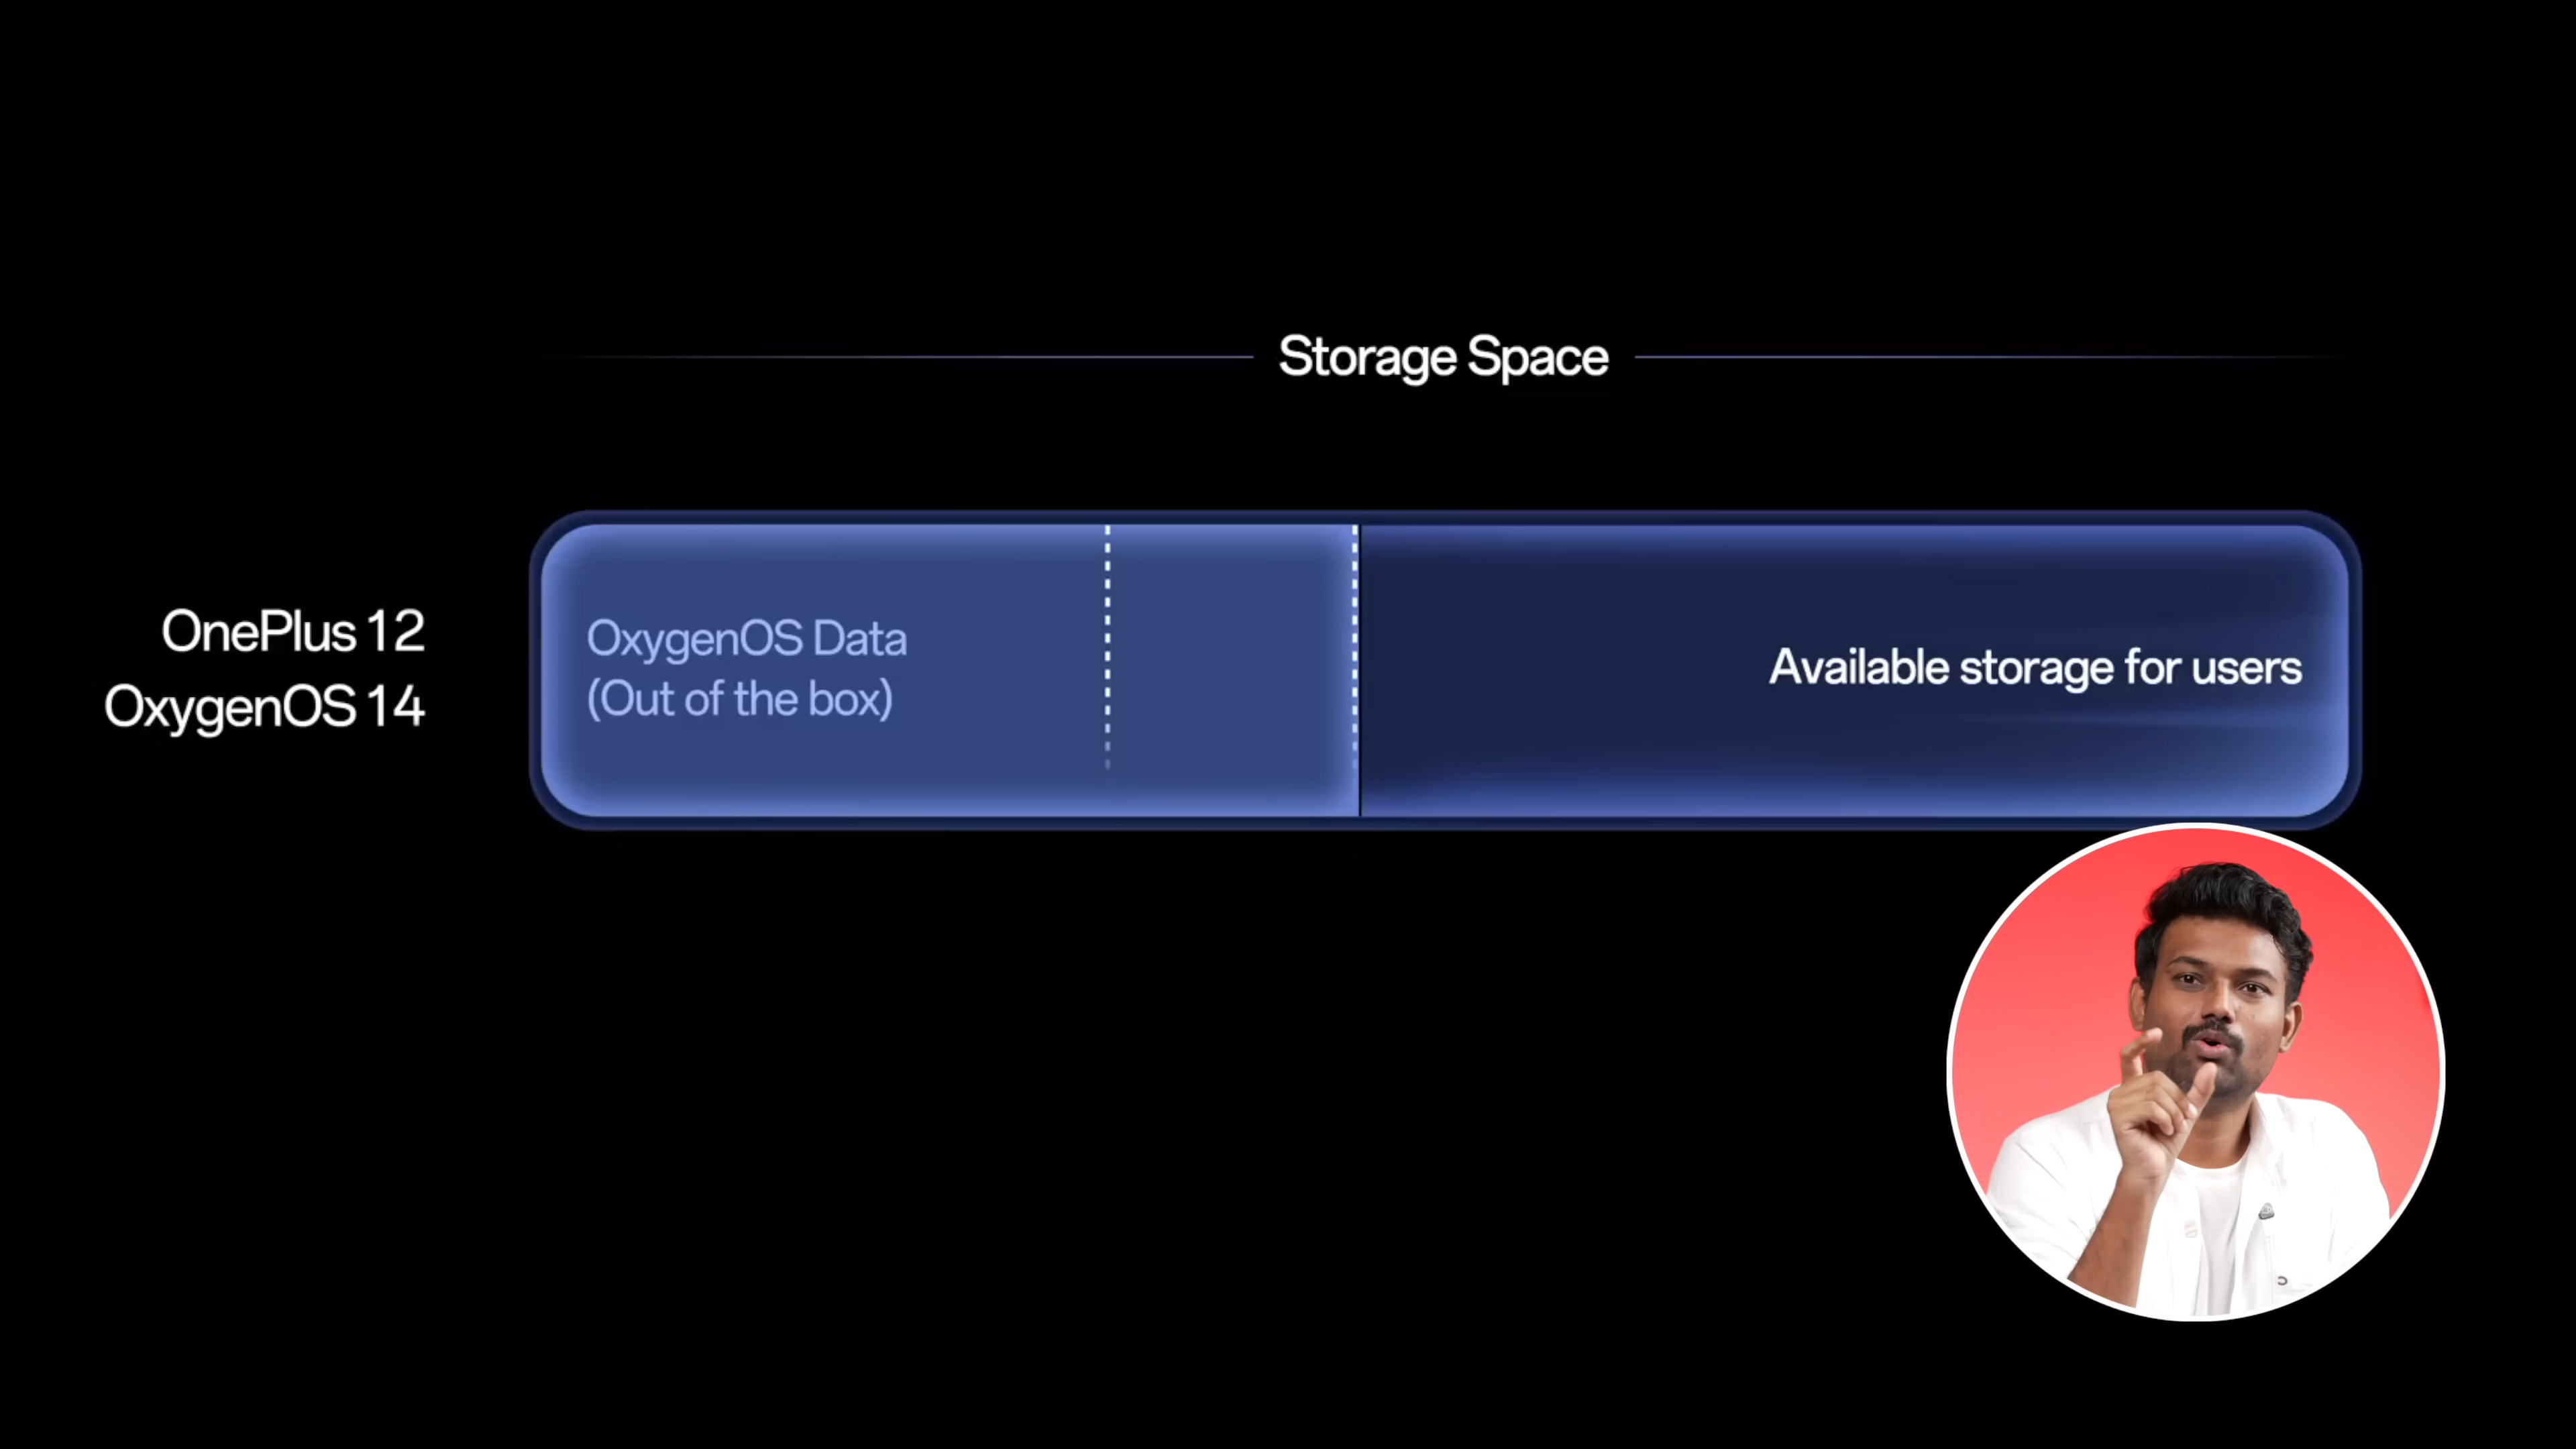 Storage Space
OnePlus 12
OxygenOS 14
OxygenOS Data
(Out of the box)
Available storage for users